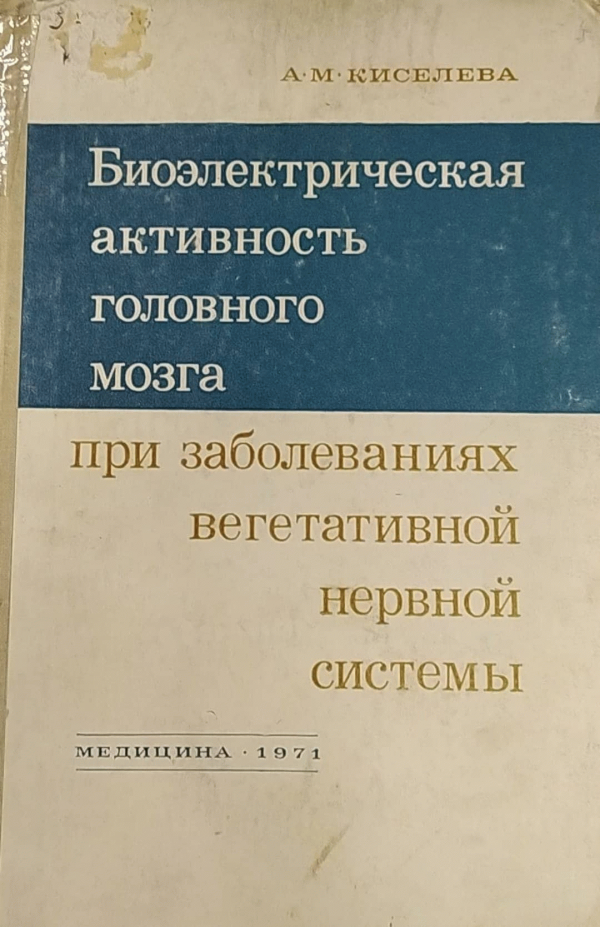 А·М·КИСЕЛЕВА
Биоэлектрическая
активность
головного
мозга
при заболеваниях
вегетативной
нервной
системы
МЕДИЦИНА · 1971